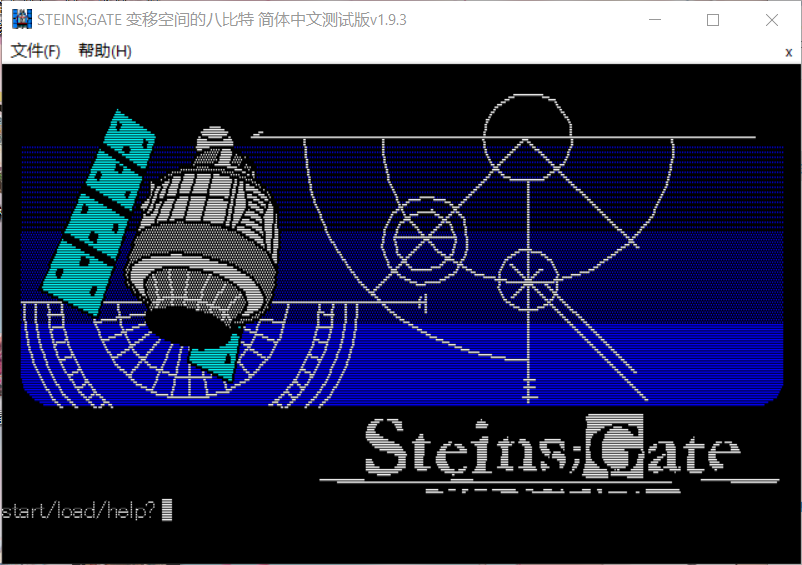 STEINS;GATE 变移空间的八比特 简体中文测试版v1.9.3
文件(F) 帮助(H)
x
Steins;Gate
start/load/help?